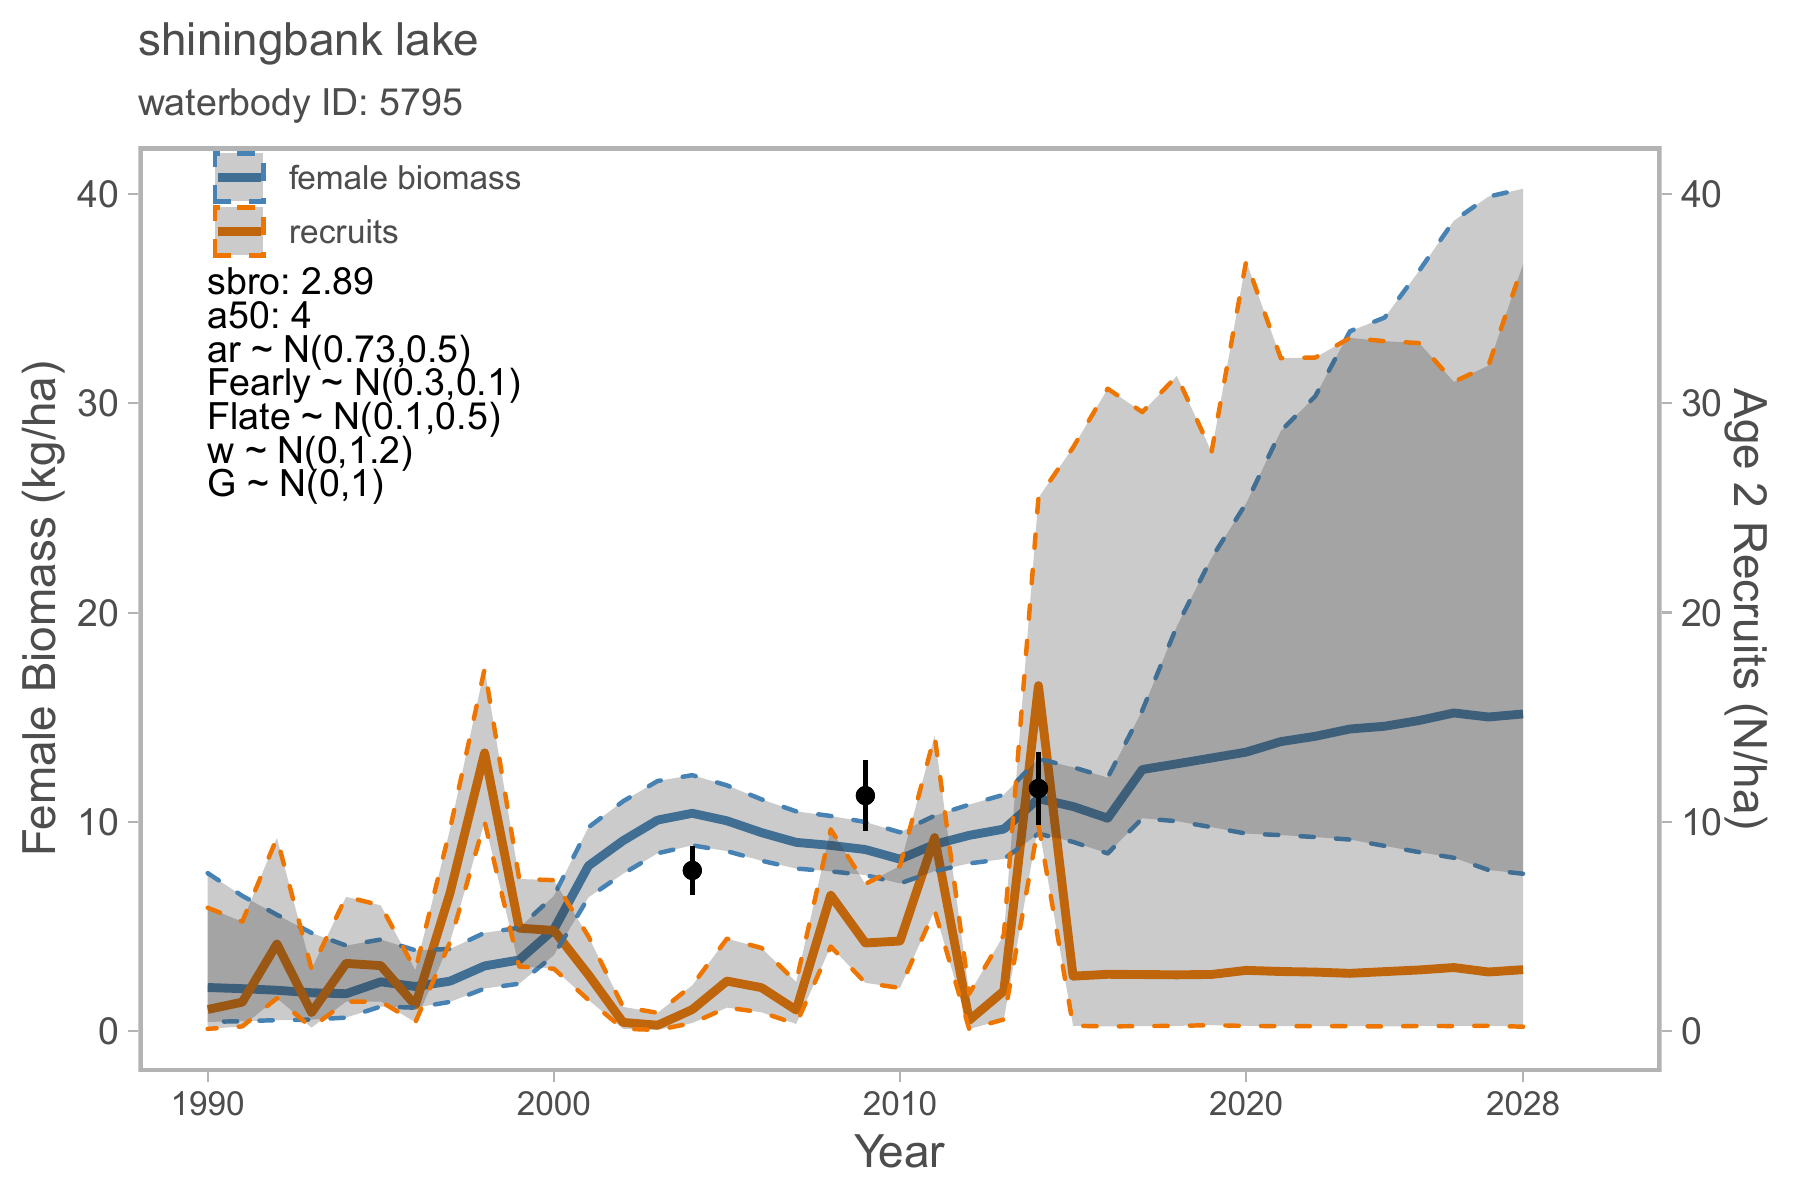 shiningbank lake
waterbody ID: 5795
female biomass
recruits
sbro: 2.89
a50: 4
ar ~ N(0.73,0.5)
Fearly ~ N(0.3,0.1)
Flate ~ N(0.1,0.5)
w ~ N(0,1.2)
G ~ N(0,1)
Female Biomass (kg/ha)
40
30
20
10
0
40
30
20
10
0
Age 2 Recruits (N/ha)
1990 2000 2010 2020 2028
Year